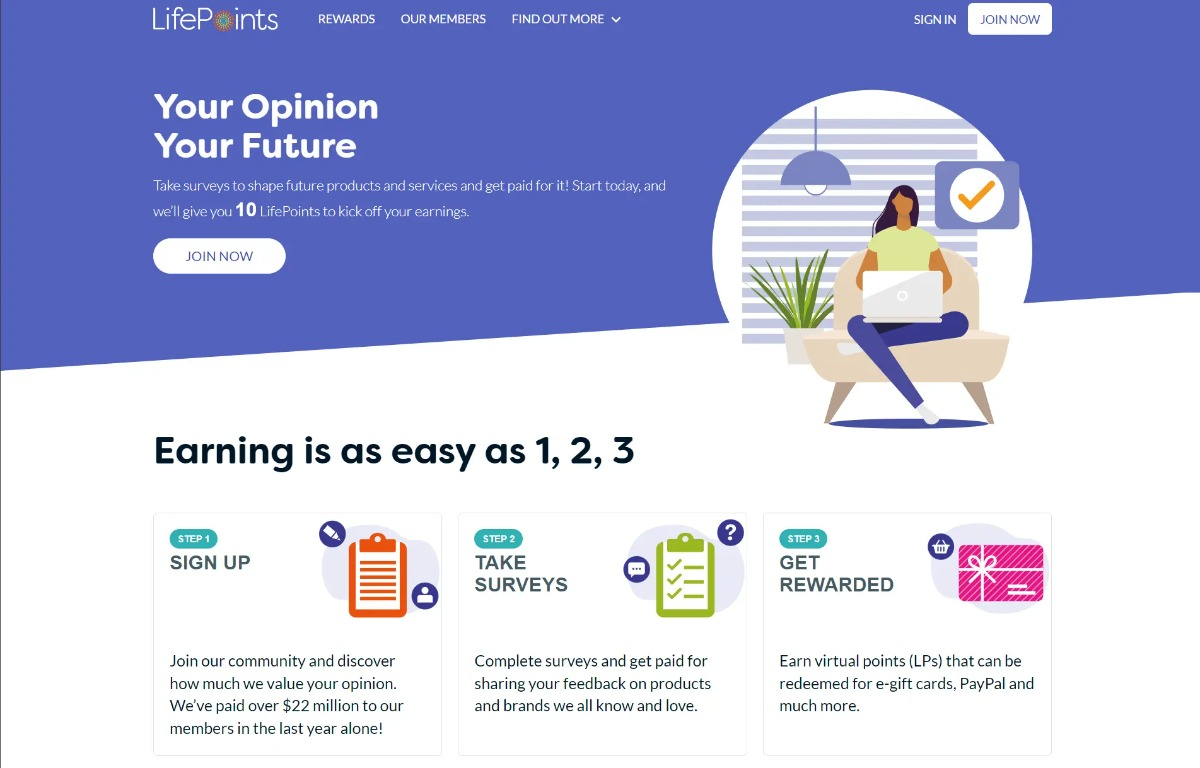 LifePoints
REWARDS
OUR MEMBERS
FIND OUT MORE
SIGN IN
JOIN NOW
Your Opinion
Your Future
Take surveys to shape future products and services and get paid for it! Start today, and
we'll give you 10 LifePoints to kick off your earnings.
JOIN NOW
Earning is as easy as 1, 2, 3
STEP 1
SIGN UP
Join our community and discover
how much we value your opinion.
We've paid over $22 million to our
members in the last year alone!
STEP 2
TAKE
SURVEYS
?
Complete surveys and get paid for
sharing your feedback on products
and brands we all know and love.
STEP 3
GET
REWARDED
Earn virtual points (LPs) that can be
redeemed for e-gift cards, PayPal and
much more.